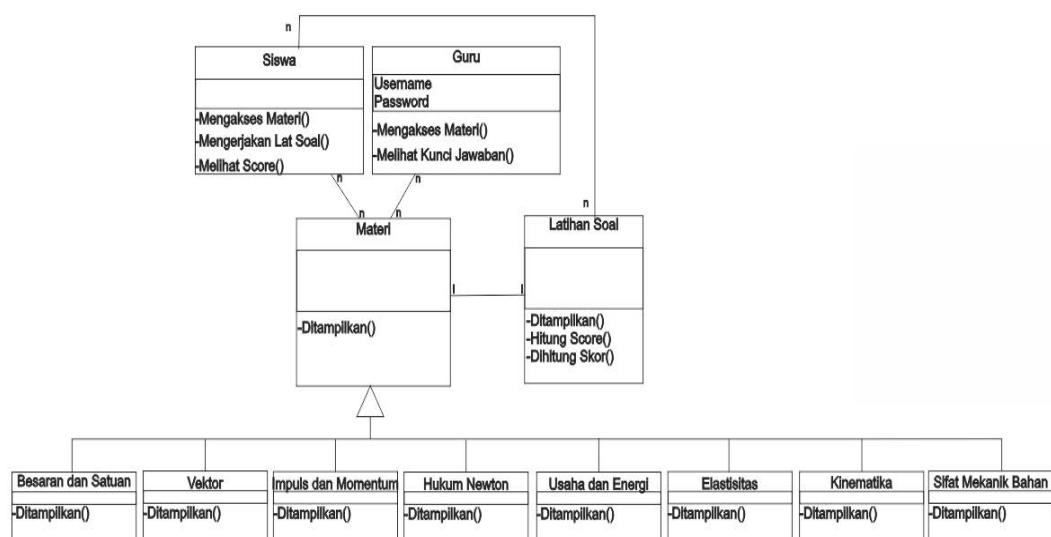 n
Siswa
-Mengakses Materi()
-Mengerjakan Lat Soal()
-Melihat Score()
Guru
Username
Password
-Mengakses Materi()
-Melihat Kunci Jawaban()
n
n
n
n
n
Materi
-Ditampilkan()
Latihan Soal
-Ditampilkan()
-Hitung Score()
-Dihitung Skor()
1
1
Besaran dan Satuan
-Ditampilkan()
Vektor
-Ditampilkan()
Impuls dan Momentum
-Ditampilkan()
Hukum Newton
-Ditampilkan()
Usaha dan Energi
-Ditampilkan()
Elastisitas
-Ditampilkan()
Kinematika
-Ditampilkan()
Sifat Mekanik Bahan
-Ditampilkan()